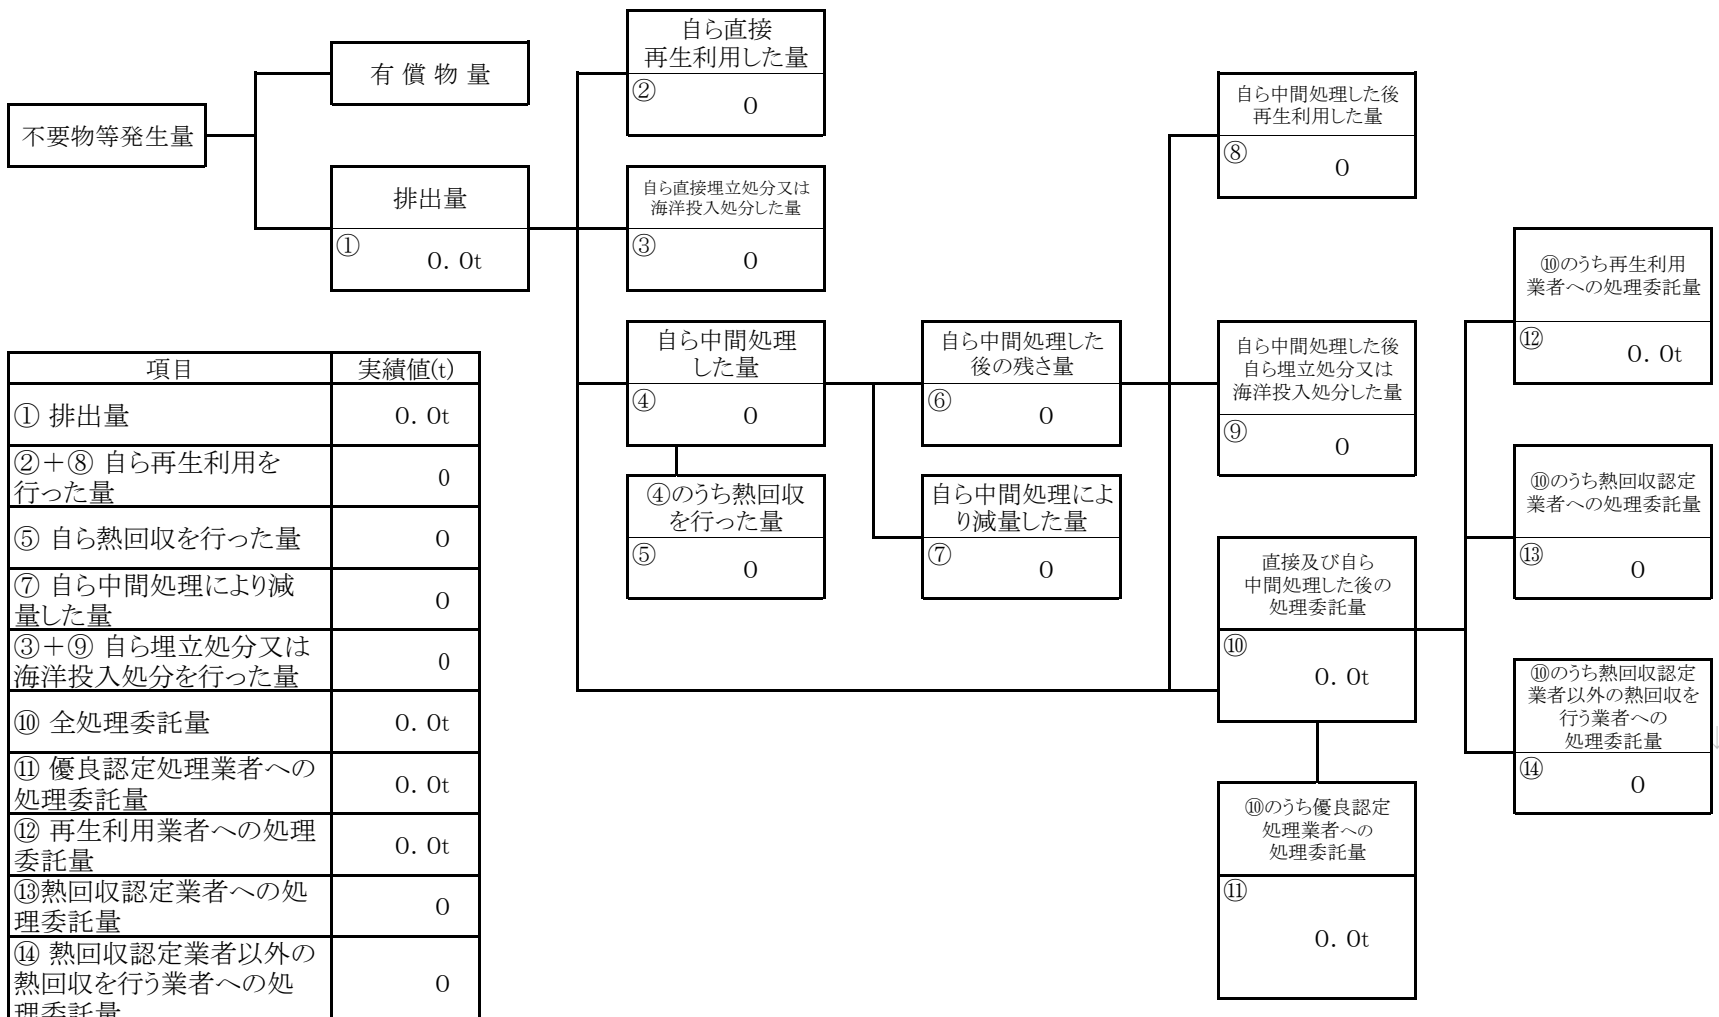 不要物等発生量
有 償 物 量
排出量
①
0. 0t
自ら直接
再生利用した量
②
0
自ら直接埋立処分又は
海洋投入処分した量
③
0
自ら中間処理
した量
④
0
④のうち熱回収
を行った量
⑤
0
自ら中間処理した
後の残さ量
⑥
0
自ら中間処理によ
り減量した量
⑦
0
自ら中間処理した後
再生利用した量
⑧
0
自ら中間処理した後
自ら埋立処分又は
海洋投入処分した量
⑨
0
直接及び自ら
中間処理した後の
処理委託量
⑩
0. 0t
⑩のうち優良認定
処理業者への
処理委託量
⑪
0. 0t
⑩のうち再生利用
業者への処理委託量
⑫
0. 0t
⑩のうち熱回収認定
業者への処理委託量
⑬
0
⑩のうち熱回収認定
業者以外の熱回収を
行う業者への
処理委託量
⑭
0
項目 実績値(t)
① 排出量 0. 0t
②＋⑧ 自ら再生利用を
行った量 0
⑤ 自ら熱回収を行った量 0
⑦ 自ら中間処理により減
量した量 0
③＋⑨ 自ら埋立処分又は
海洋投入処分を行った量 0
⑩ 全処理委託量 0. 0t
⑪ 優良認定処理業者への
処理委託量 0. 0t
⑫ 再生利用業者への処理
委託量 0. 0t
⑬熱回収認定業者への処
理委託量 0
⑭ 熱回収認定業者以外の
熱回収を行う業者への処 0
理委託量